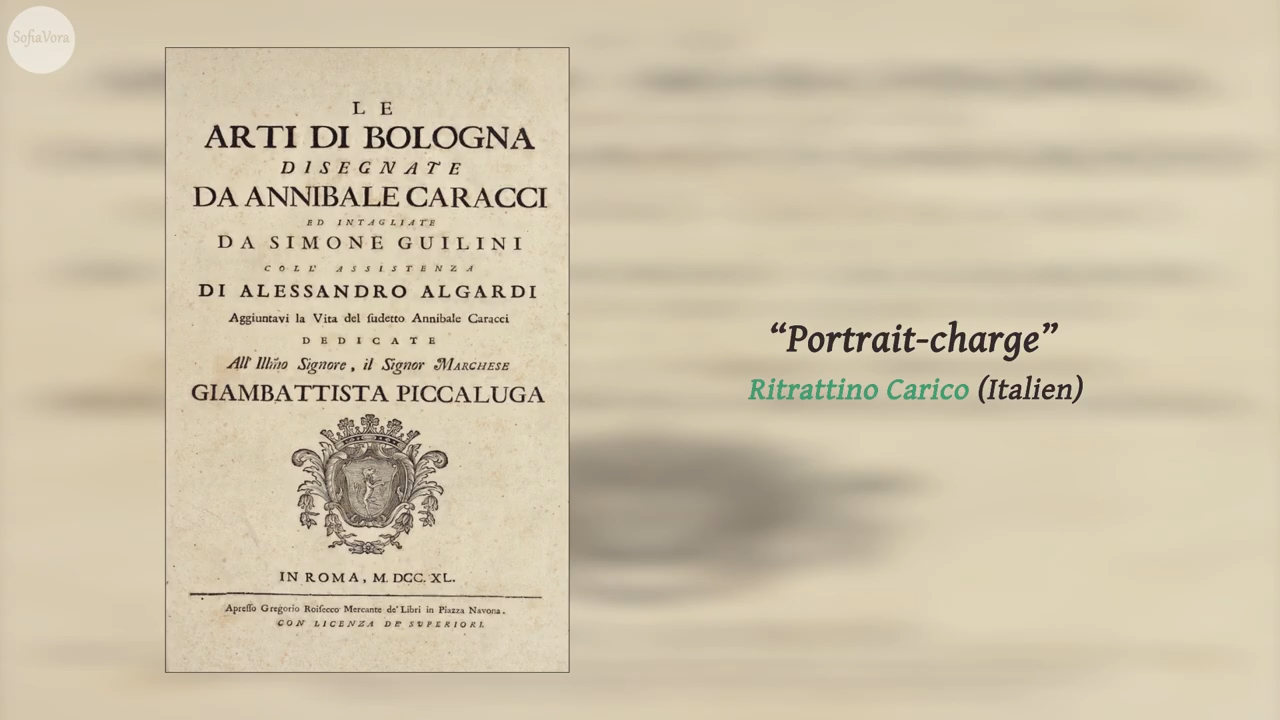 SofiaVora
LE
ARTI DI BOLOGNA
DISEGNATE
DA ANNIBALE CARACCI
ED INTAGLIATE
DA SIMONE GUILINI
COLL' ASSISTENZA
DI ALESSANDRO ALGARDI
Aggiuntavi la Vita del ſudetto Annibale Caracci
DEDICATE
All' Illmo Signore, il Signor MARCHESE
GIAMBATTISTA PICCALUGA
IN ROMA, M. DCC. XL.
Apreſſo Gregorio Roiſecco Mercante de' Libri in Piazza Navona.
CON LICENZA DE' SUPERIORI.
“Portrait-charge”
Ritrattino Carico (Italien)